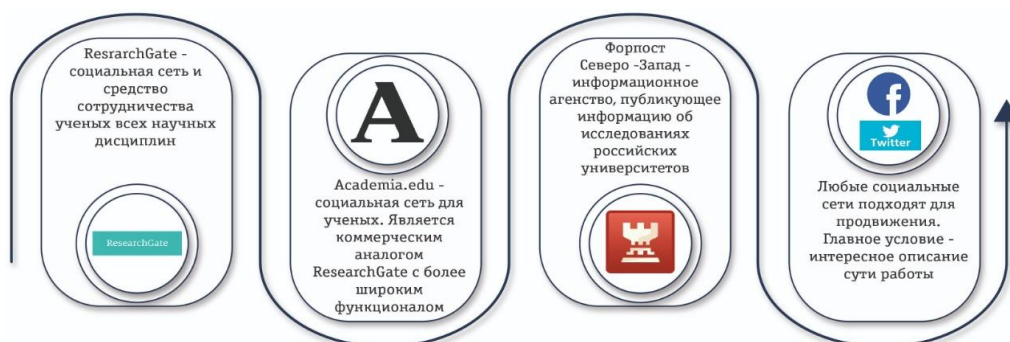 ResrarchGate -
социальная сеть и
средство
сотрудничества
ученых всех научных
дисциплин
ResearchGate
A
Academia.edu -
социальная сеть для
ученых. Является
коммерческим
аналогом
ResearchGate с более
широким
функционалом
Форпост
Северо -Запад -
информационное
агенство, публикующее
информацию об
исследованиях
российских
университетов
f
Twitter
Любые социальные
сети подходят для
продвижения.
Главное условие -
интересное описание
сути работы